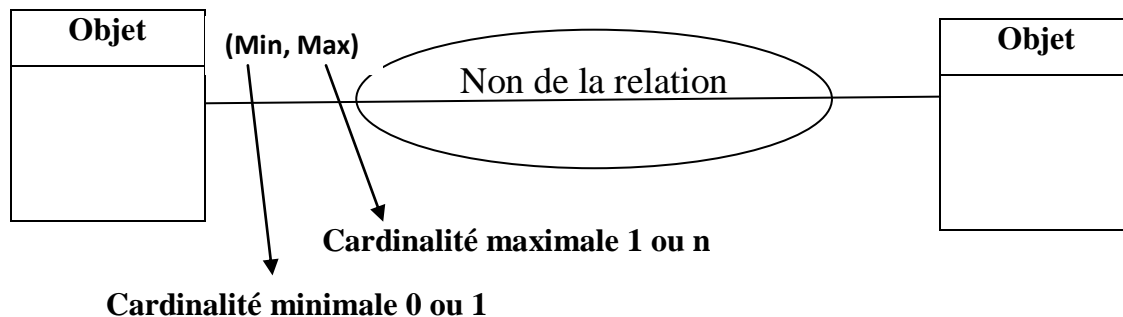 Objet
(Min, Max)
Objet
Non de la relation
Cardinalité maximale 1 ou n
Cardinalité minimale 0 ou 1